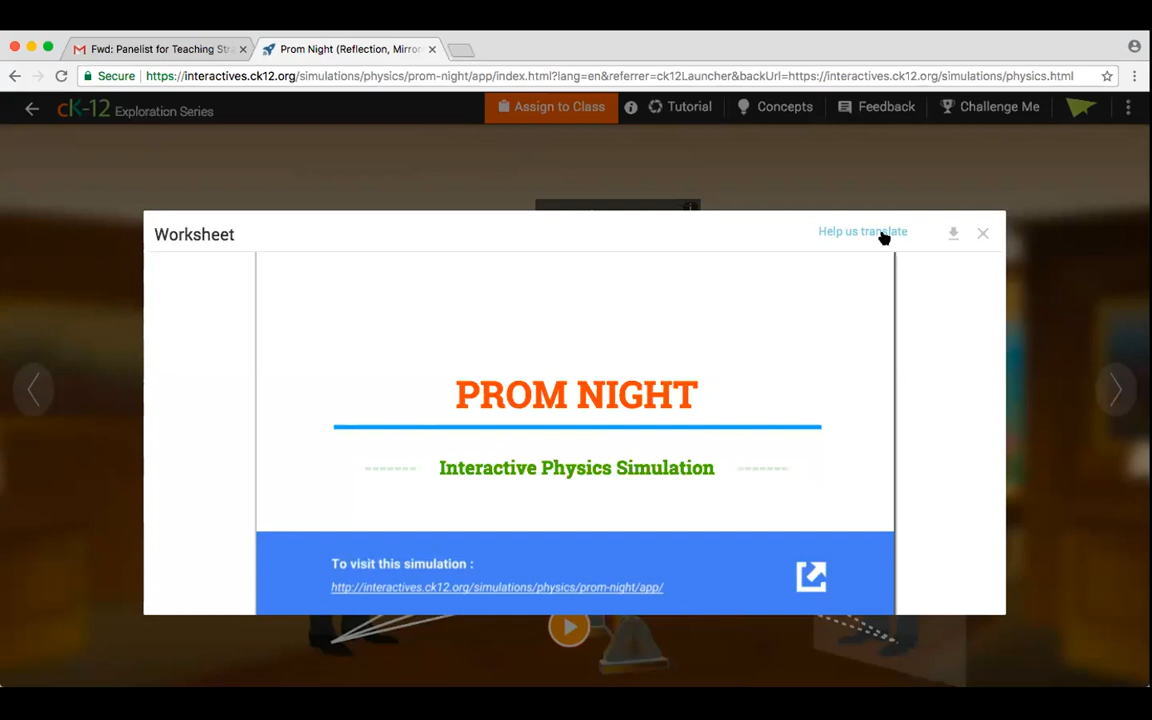 Fwd: Panelist for Teaching Stra
Prom Night (Reflection, Mirror
Secure
https://interactives.ck12.org/simulations/physics/prom-night/app/index.html?lang=en&referrer=ck12Launcher&backUrl=https://interactives.ck12.org/simulations/physics.html
cK-12 Exploration Series
Assign to Class
Tutorial
Concepts
Feedback
Challenge Me
Worksheet
Help us translate
PROM NIGHT
Interactive Physics Simulation
To visit this simulation :
http://interactives.ck12.org/simulations/physics/prom-night/app/